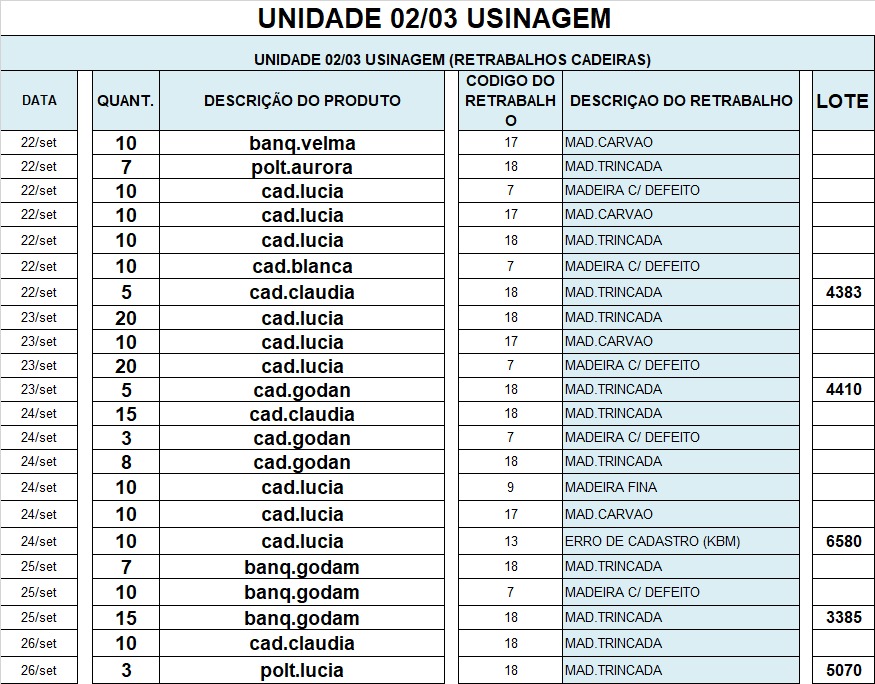 UNIDADE 02/03 USINAGEM
UNIDADE 02/03 USINAGEM (RETRABALHOS CADEIRAS)
DATA QUANT. DESCRIÇÃO DO PRODUTO CODIGO DO RETRABALHO DESCRIÇAO DO RETRABALHO LOTE
22/set 10 banq.velma 17 MAD.CARVAO
22/set 7 polt.aurora 18 MAD.TRINCADA
22/set 10 cad.lucia 7 MADEIRA C/ DEFEITO
22/set 10 cad.lucia 17 MAD.CARVAO
22/set 10 cad.lucia 18 MAD.TRINCADA
22/set 10 cad.blanca 7 MADEIRA C/ DEFEITO
22/set 5 cad.claudia 18 MAD.TRINCADA 4383
23/set 20 cad.lucia 18 MAD.TRINCADA
23/set 10 cad.lucia 17 MAD.CARVAO
23/set 20 cad.lucia 7 MADEIRA C/ DEFEITO
23/set 5 cad.godan 18 MAD.TRINCADA 4410
24/set 15 cad.claudia 18 MAD.TRINCADA
24/set 3 cad.godan 7 MADEIRA C/ DEFEITO
24/set 8 cad.godan 18 MAD.TRINCADA
24/set 10 cad.lucia 9 MADEIRA FINA
24/set 10 cad.lucia 17 MAD.CARVAO
24/set 10 cad.lucia 13 ERRO DE CADASTRO (KBM) 6580
25/set 7 banq.godam 18 MAD.TRINCADA
25/set 10 banq.godam 7 MADEIRA C/ DEFEITO
25/set 15 banq.godam 18 MAD.TRINCADA 3385
26/set 10 cad.claudia 18 MAD.TRINCADA
26/set 3 polt.lucia 18 MAD.TRINCADA 5070